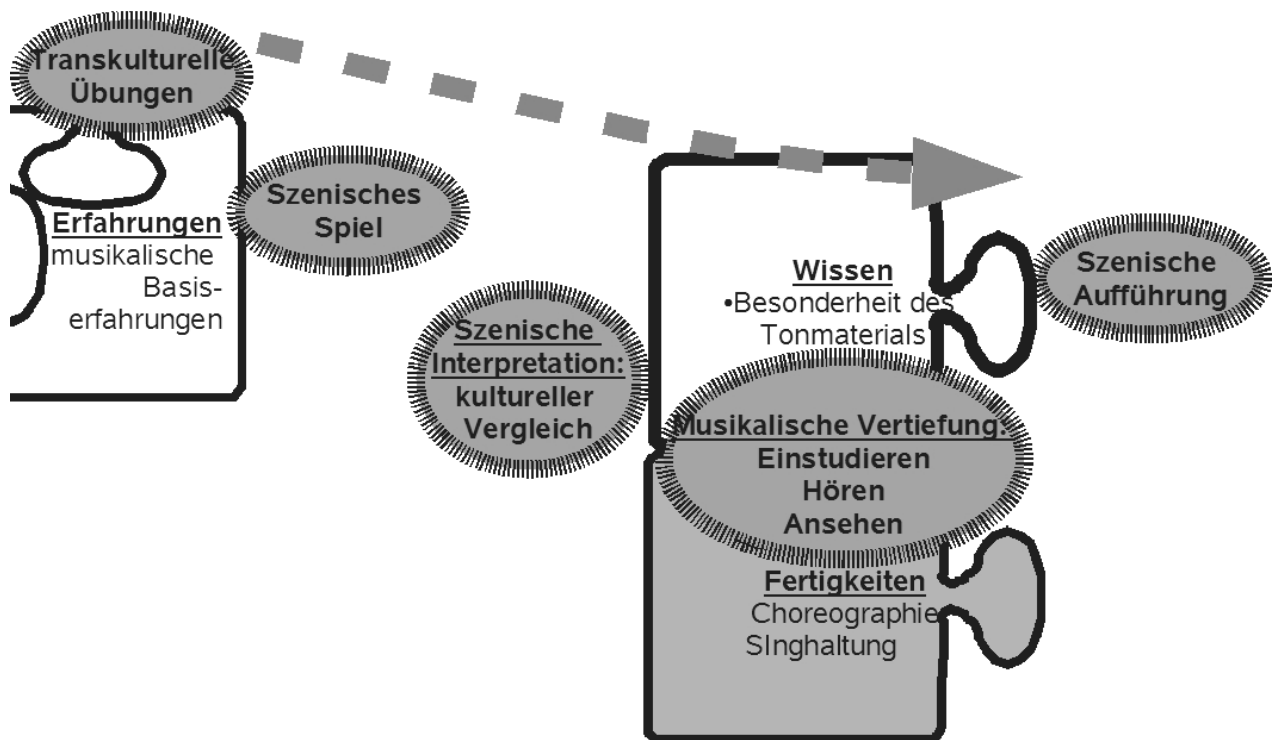 Transkulturelle
Übungen
Szenisches
Spiel
Erfahrungen
musikalische
Basis-
erfahrungen
Szenische
Interpretation:
kultureller
Vergleich
Wissen
•Besonderheit des
Tonmaterials
Szenische
Aufführung
Musikalische Vertiefung:
Einstudieren
Hören
Ansehen
Fertigkeiten
Choreographie
SInghaltung